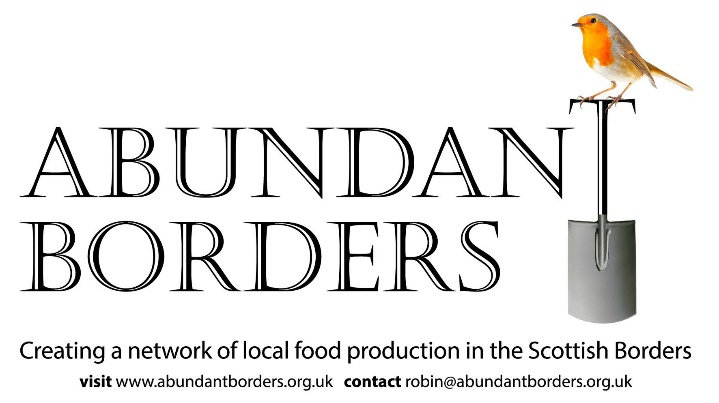 ABUNDANT
BORDERS
Creating a network of local food production in the Scottish Borders
visit www.abundantborders.org.uk contact robin@abundantborders.org.uk